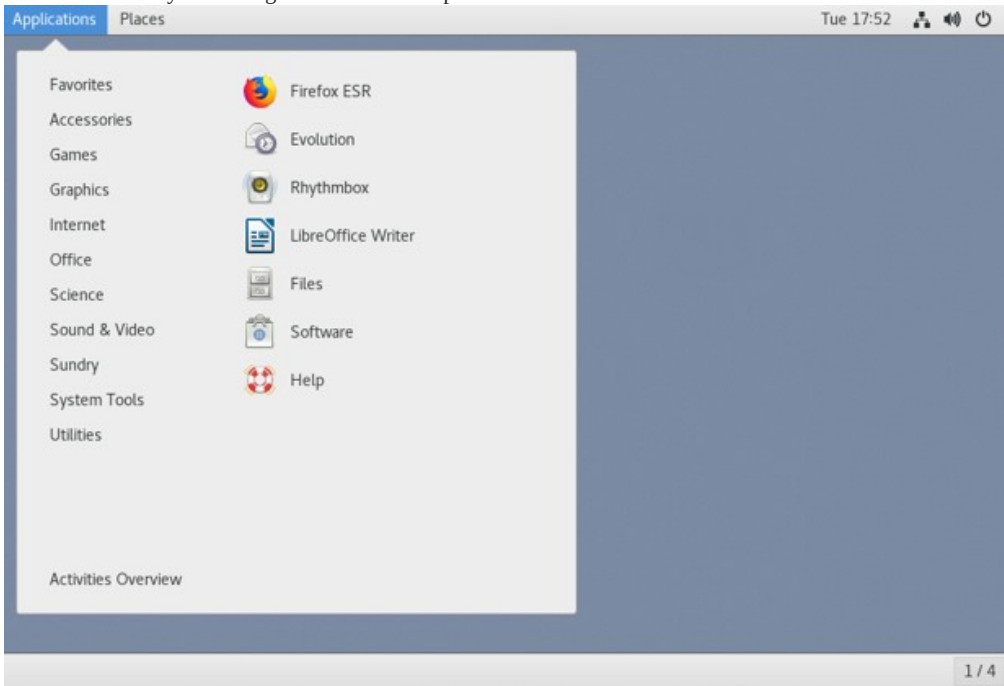 Applications Places Tue 17:52
Favorites
Accessories
Games
Graphics
Internet
Office
Science
Sound & Video
Sundry
System Tools
Utilities
Activities Overview
Firefox ESR
Evolution
Rhythmbox
LibreOffice Writer
Files
Software
Help
1 / 4